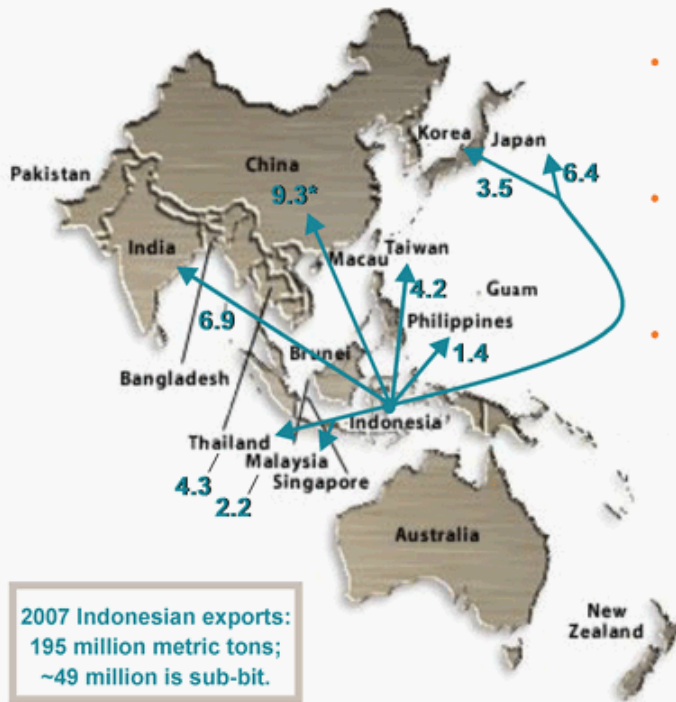 Korea
Japan
China
Pakistan
6.4
3.5
9.3*
India
Macau
Taiwan
4.2
Guam
6.9
Philippines
1.4
Brunei
Bangladesh
Indonesia
Thailand
Malaysia
4.3
Singapore
2.2
Australia
2007 Indonesian exports:
195 million metric tons;
~49 million is sub-bit.
New
Zealand